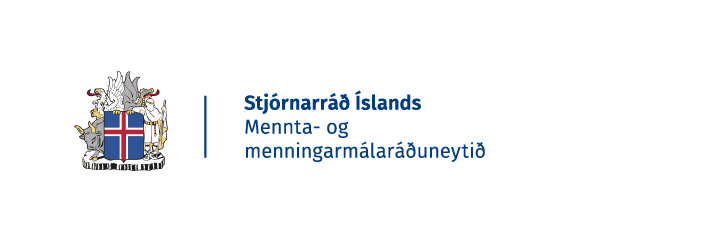 Stjórnarráð Íslands
Mennta- og
menningarmálaráðuneytið